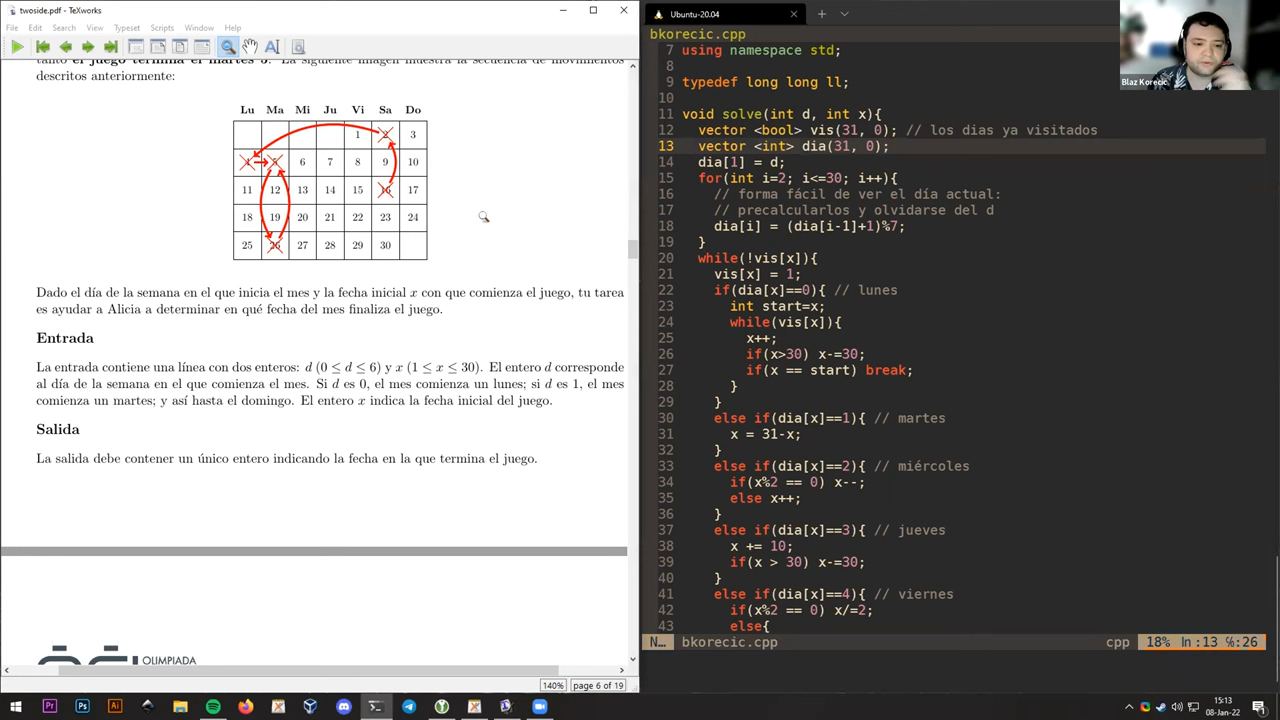 twoside.pdf - TeXworks
File Edit Search View Typeset Scripts Window Help
tanto el juego termina el martes 5. La siguiente imagen muestra la secuencia de movimientos
descritos anteriormente:
Lu Ma Mi Ju Vi Sa Do
1 2 3
4 5 6 7 8 9 10
11 12 13 14 15 16 17
18 19 20 21 22 23 24
25 26 27 28 29 30
Dado el día de la semana en el que inicia el mes y la fecha inicial x con que comienza el juego, tu tarea
es ayudar a Alicia a determinar en qué fecha del mes finaliza el juego.
Entrada
La entrada contiene una línea con dos enteros: d (0 ≤ d ≤ 6) y x (1 ≤ x ≤ 30). El entero d corresponde
al día de la semana en el que comienza el mes. Si d es 0, el mes comienza un lunes; si d es 1, el mes
comienza un martes; y así hasta el domingo. El entero x indica la fecha inicial del juego.
Salida
La salida debe contener un único entero indicando la fecha en la que termina el juego.
OLIMPIADA
140% page 6 of 19
Ubuntu-20.04
bkorecic.cpp
7 using namespace std;
8
9 typedef long long ll;
10
11 void solve(int d, int x){
12 vector <bool> vis(31, 0); // los dias ya visitados
13 vector <int> dia(31, 0);
14 dia[1] = d;
15 for(int i=2; i<=30; i++){
16 // forma fácil de ver el día actual:
17 // precalcularlos y olvidarse del d
18 dia[i] = (dia[i-1]+1)%7;
19 }
20 while(!vis[x]){
21 vis[x] = 1;
22 if(dia[x]==0){ // lunes
23 int start=x;
24 while(vis[x]){
25 x++;
26 if(x>30) x-=30;
27 if(x == start) break;
28 }
29 }
30 else if(dia[x]==1){ // martes
31 x = 31-x;
32 }
33 else if(dia[x]==2){ // miércoles
34 if(x%2 == 0) x--;
35 else x++;
36 }
37 else if(dia[x]==3){ // jueves
38 x += 10;
39 if(x > 30) x-=30;
40 }
41 else if(dia[x]==4){ // viernes
42 if(x%2 == 0) x/=2;
43 else{
N… bkorecic.cpp cpp 18% ln:13 ℅:26
Blaz Korecic
15:13
08-Jan-22